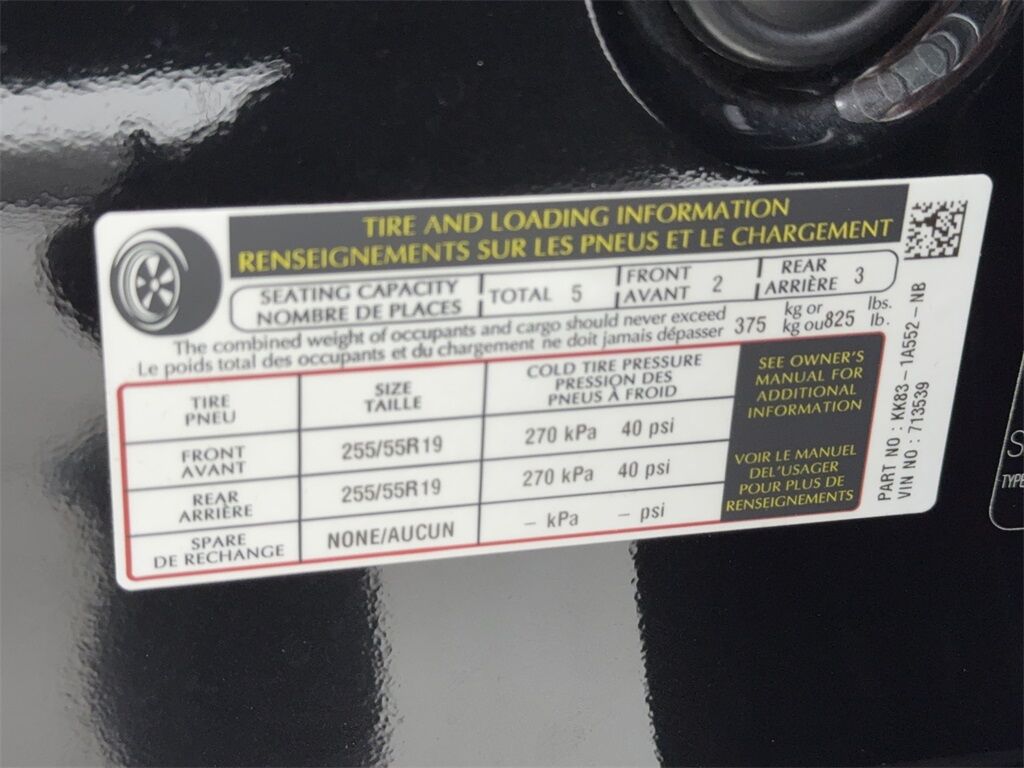 TIRE AND LOADING INFORMATION
RENSEIGNEMENTS SUR LES PNEUS ET LE CHARGEMENT
SEATING CAPACITY
NOMBRE DE PLACES
TOTAL 5
FRONT
AVANT 2
REAR
ARRIÈRE 3
The combined weight of occupants and cargo should never exceed 375 kg or 825 lbs.
Le poids total des occupants et du chargement ne doit jamais dépasser kg ou lb.
TIRE
PNEU
SIZE
TAILLE
COLD TIRE PRESSURE
PRESSION DES
PNEUS À FROID
FRONT
AVANT
255/55R19
270 kPa 40 psi
REAR
ARRIÈRE
255/55R19
270 kPa 40 psi
SPARE
DE RECHANGE
NONE/AUCUN
– kPa – psi
SEE OWNER'S
MANUAL FOR
ADDITIONAL
INFORMATION
VOIR LE MANUEL
DEL'USAGER
POUR PLUS DE
RENSEIGNEMENTS
PART NO : KK83 – 1A552 – NB
VIN NO : 713539
TYPE